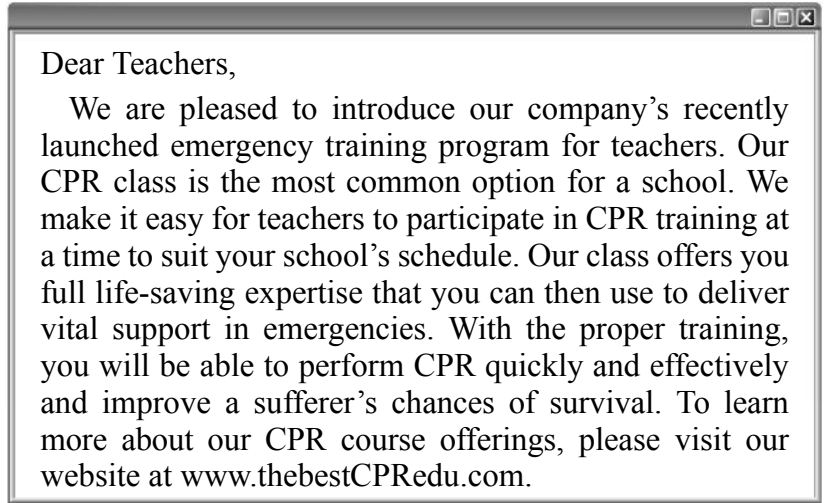 Dear Teachers,
We are pleased to introduce our company’s recently
launched emergency training program for teachers. Our
CPR class is the most common option for a school. We
make it easy for teachers to participate in CPR training at
a time to suit your school’s schedule. Our class offers you
full life-saving expertise that you can then use to deliver
vital support in emergencies. With the proper training,
you will be able to perform CPR quickly and effectively
and improve a sufferer’s chances of survival. To learn
more about our CPR course offerings, please visit our
website at www.thebestCPRedu.com.